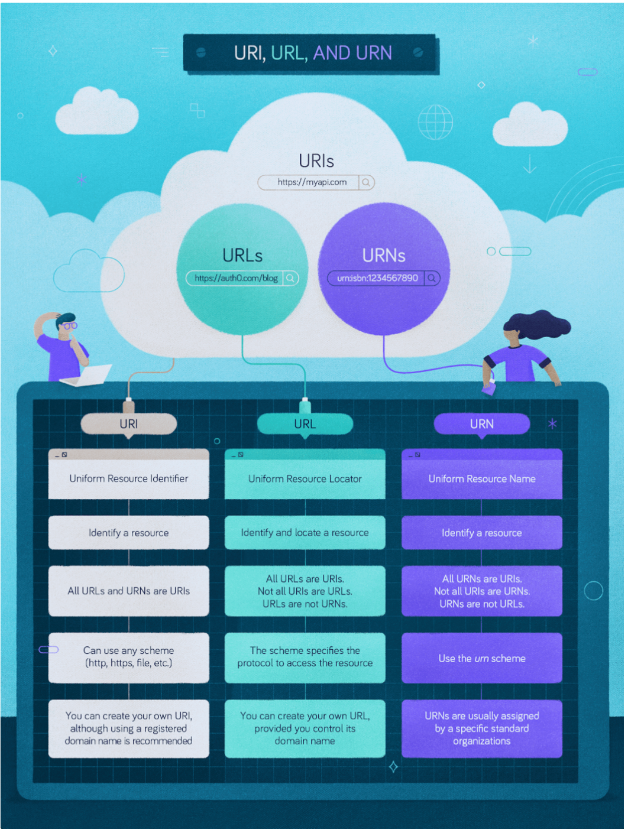 URI, URL, AND URN
URIs
https://myapi.com
URLs
https://auth0.com/blog
URNs
urn:isbn:1234567890
URI
URL
URN
Uniform Resource Identifier
Uniform Resource Locator
Uniform Resource Name
Identify a resource
Identify and locate a resource
Identify a resource
All URLs and URNs are URIs
All URLs are URIs.
Not all URIs are URLs.
URLs are not URNs.
All URNs are URIs.
Not all URIs are URNs.
URNs are not URLs.
Can use any scheme
(http, https, file, etc.)
The scheme specifies the
protocol to access the resource
Use the urn scheme
You can create your own URI,
although using a registered
domain name is recommended
You can create your own URL,
provided you control its
domain name
URNs are usually assigned
by a specific standard
organizations